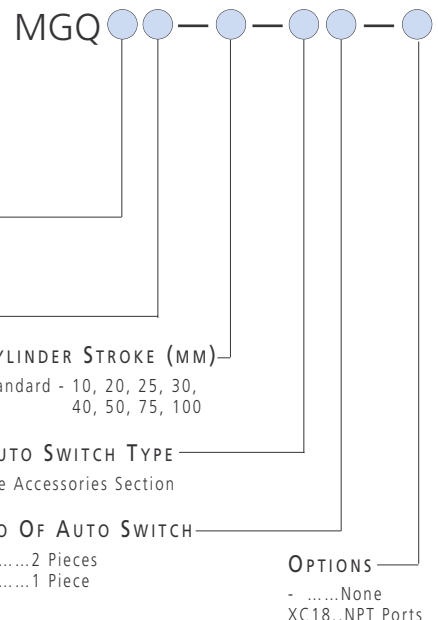 MGQ — — —
YLINDER STROKE (MM)
andard - 10, 20, 25, 30,
40, 50, 75, 100
UTO SWITCH TYPE
e Accessories Section
O OF AUTO SWITCH
......2 Pieces
......1 Piece
OPTIONS
- ......None
XC18..NPT Ports